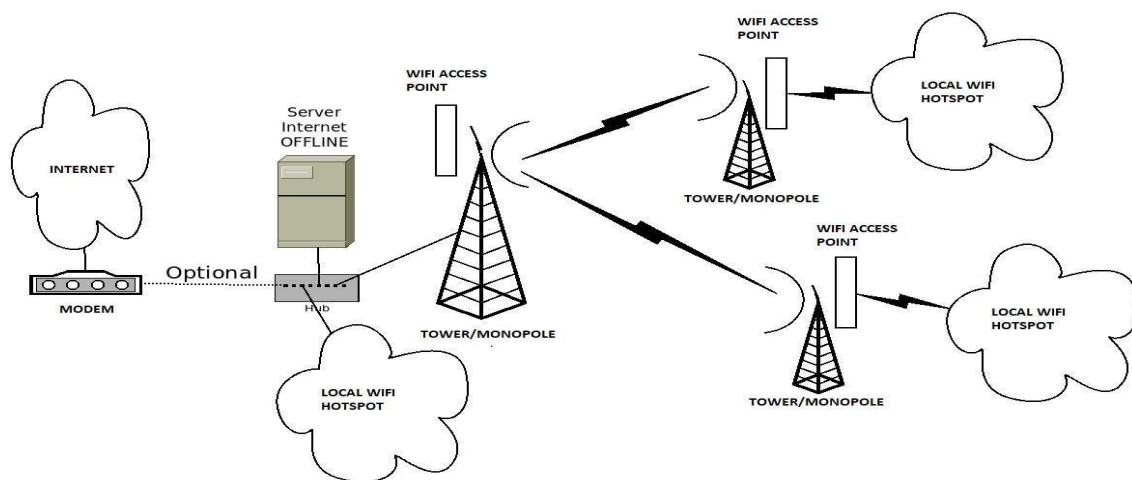 WIFI ACCESS
POINT
LOCAL WIFI
HOTSPOT
WIFI ACCESS
POINT
Server
Internet
OFFLINE
INTERNET
TOWER/MONOPOLE
WIFI ACCESS
POINT
Optional
MODEM
Hub
TOWER/MONOPOLE
LOCAL WIFI
HOTSPOT
LOCAL WIFI
HOTSPOT
TOWER/MONOPOLE